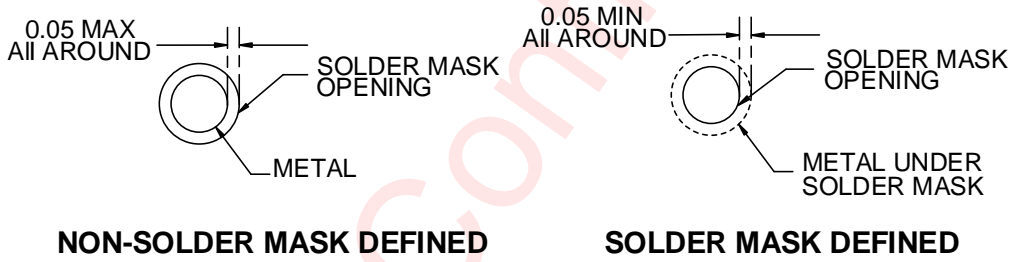 0.05 MAX
All AROUND
SOLDER MASK
OPENING
METAL
NON-SOLDER MASK DEFINED
0.05 MIN
All AROUND
SOLDER MASK
OPENING
METAL UNDER
SOLDER MASK
SOLDER MASK DEFINED